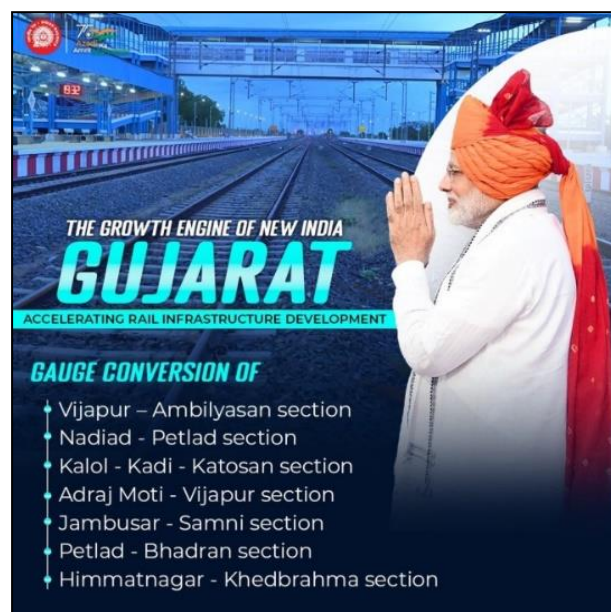 THE GROWTH ENGINE OF NEW INDIA
GUJARAT
ACCELERATING RAIL INFRASTRUCTURE DEVELOPMENT
GAUGE CONVERSION OF
Vijapur – Ambilyasan section
Nadiad - Petlad section
Kalol - Kadi - Katosan section
Adraj Moti - Vijapur section
Jambusar - Samni section
Petlad - Bhadran section
Himmatnagar - Khedbrahma section